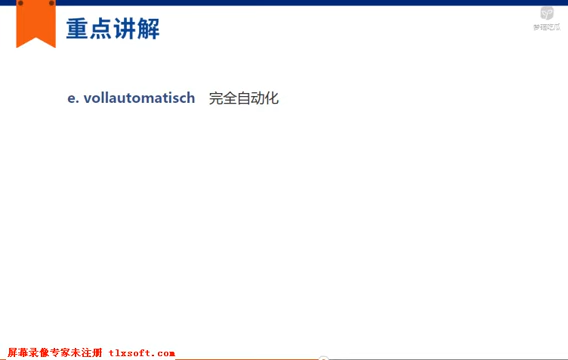 重点讲解
e. vollautomatisch 完全自动化
屏幕录像专家未注册 tlxsoft.com